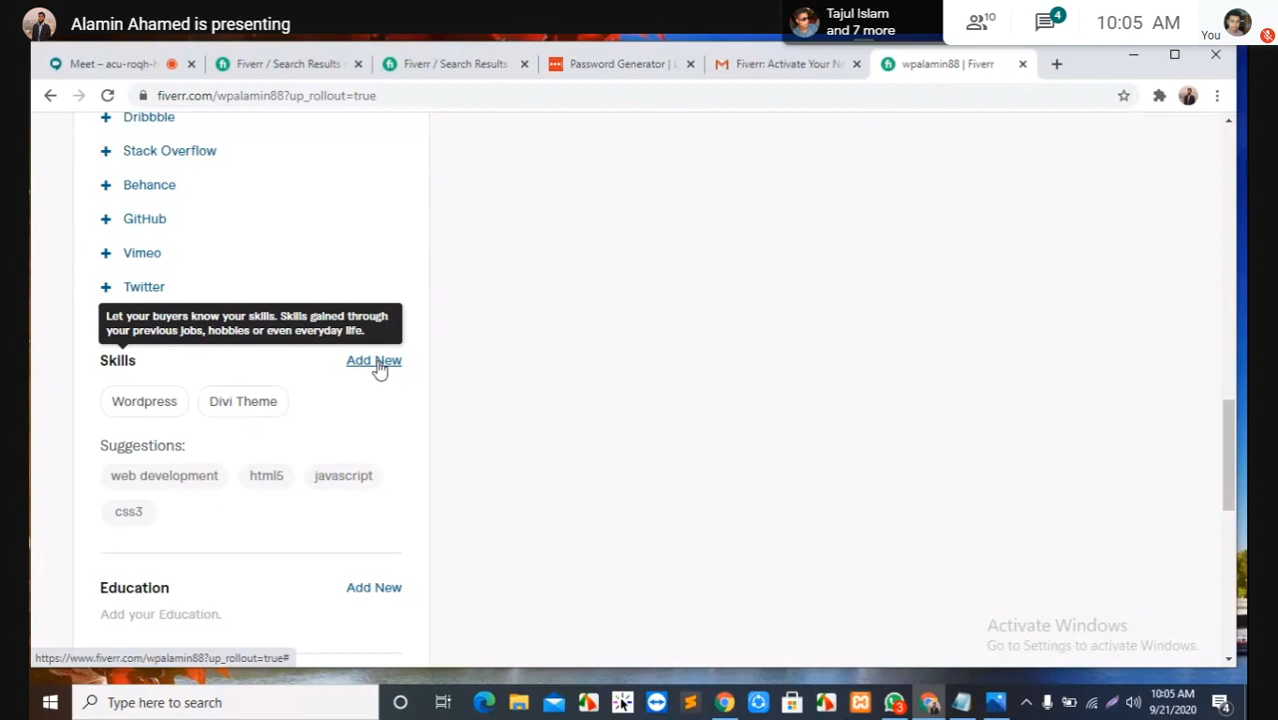 Alamin Ahamed is presenting
Tajul Islam
and 7 more
10
4
10:05 AM
You
Meet – acu-roqh-h
Fiverr / Search Results
Fiverr / Search Results
Password Generator | L
Fiverr: Activate Your Ne
wpalamin88 | Fiverr
fiverr.com/wpalamin88?up_rollout=true
Dribbble
Stack Overflow
Behance
GitHub
Vimeo
Twitter
Let your buyers know your skills. Skills gained through
your previous jobs, hobbies or even everyday life.
Skills
Add New
Wordpress
Divi Theme
Suggestions:
web development
html5
javascript
css3
Education
Add New
Add your Education.
Activate Windows
Go to Settings to activate Windows.
https://www.fiverr.com/wpalamin88?up_rollout=true#
Type here to search
3
10:05 AM
9/21/2020
4